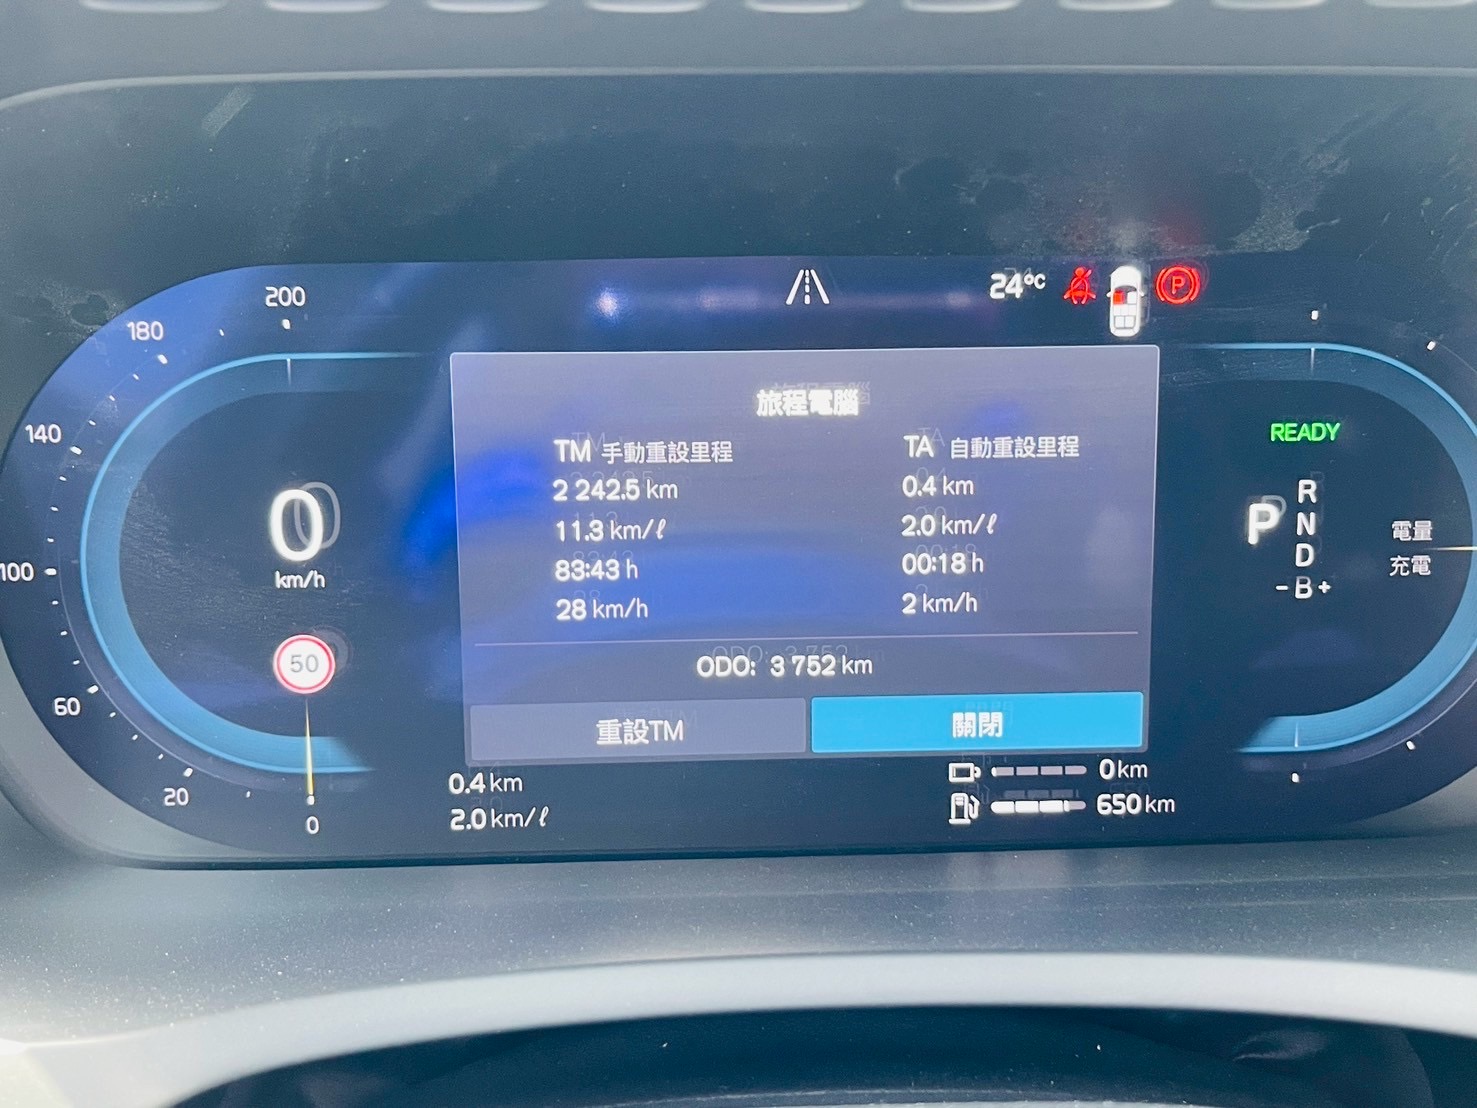 200
180
140
100
60
20
0
0
km/h
50
24°C
P
旅程電腦
TM 手動重設里程
2 242.5 km
11.3 km/ℓ
83:43 h
28 km/h
TA 自動重設里程
0.4 km
2.0 km/ℓ
00:18 h
2 km/h
ODO: 3 752 km
重設TM
關閉
0.4 km
2.0 km/ℓ
0 km
650 km
READY
P
R
N
D
-B+
電量
充電